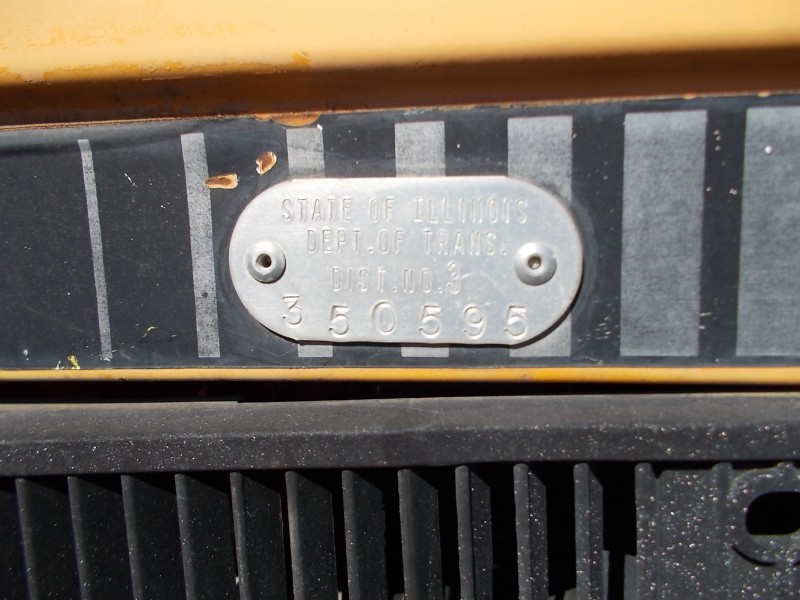 STATE OF ILLINOIS
DEPT. OF TRANS.
DIST. NO. 3
350595